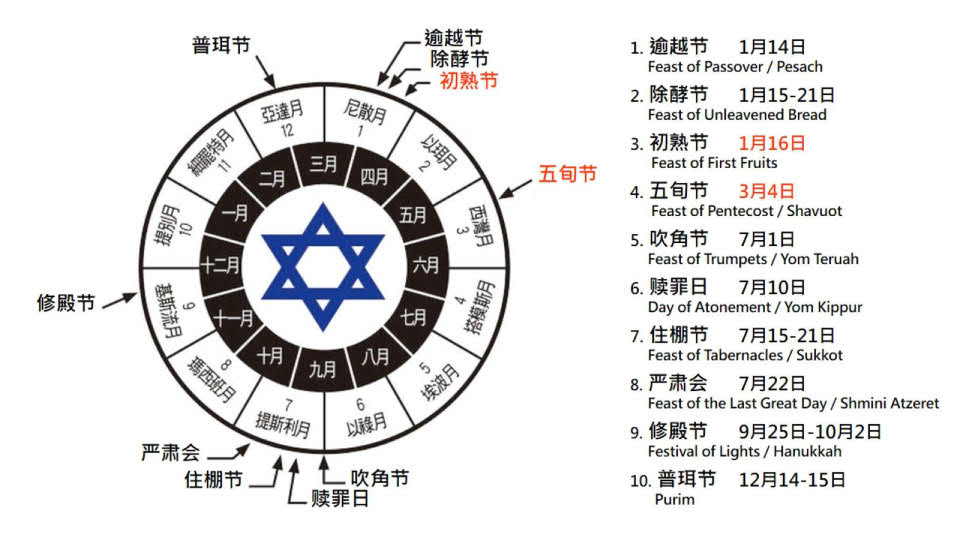 普珥节
逾越节
除酵节
初熟节
五旬节
修殿节
严肃会
住棚节
赎罪日
吹角节
尼散月
1
以珥月
2
西灣月
3
4
搭模斯月
5
埃波月
6
以祿月
7
提斯利月
8
瑪西班月
9
基斯流月
提別月
10
細罷特月
11
亞達月
12
三月
四月
五月
六月
七月
八月
九月
十月
十一月
十二月
一月
二月
1. 逾越节 1月14日
Feast of Passover / Pesach
2. 除酵节 1月15-21日
Feast of Unleavened Bread
3. 初熟节 1月16日
Feast of First Fruits
4. 五旬节 3月4日
Feast of Pentecost / Shavuot
5. 吹角节 7月1日
Feast of Trumpets / Yom Teruah
6. 赎罪日 7月10日
Day of Atonement / Yom Kippur
7. 住棚节 7月15-21日
Feast of Tabernacles / Sukkot
8. 严肃会 7月22日
Feast of the Last Great Day / Shmini Atzeret
9. 修殿节 9月25日-10月2日
Festival of Lights / Hanukkah
10. 普珥节 12月14-15日
Purim